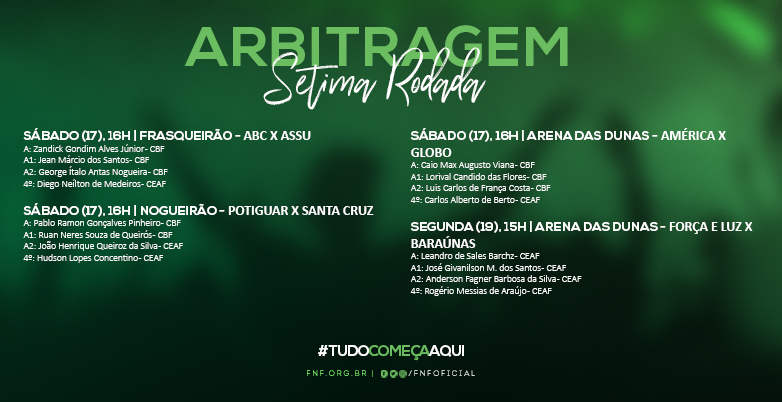 ARBITRAGEM
Setima Rodada
SÁBADO (17), 16H | FRASQUEIRÃO – ABC X ASSU
A: Zandick Gondim Alves Júnior- CBF
A1: Jean Márcio dos Santos- CBF
A2: George Ítalo Antas Nogueira- CBF
4º: Diego Neilton de Medeiros- CEAF
SÁBADO (17), 16H | NOGUEIRÃO – POTIGUAR X SANTA CRUZ
A: Pablo Ramon Gonçalves Pinheiro- CBF
A1: Ruan Neres Souza de Queirós- CBF
A2: João Henrique Queiroz da Silva- CEAF
4º: Hudson Lopes Concentino- CEAF
SÁBADO (17), 16H | ARENA DAS DUNAS – AMÉRICA X
GLOBO
A: Caio Max Augusto Viana- CBF
A1: Lorival Candido das Flores- CBF
A2: Luis Carlos de França Costa- CBF
4º: Carlos Alberto de Berto- CEAF
SEGUNDA (19), 15H | ARENA DAS DUNAS – FORÇA E LUZ X
BARAÚNAS
A: Leandro de Sales Barchz- CEAF
A1: José Givanilson M. dos Santos- CEAF
A2: Anderson Fagner Barbosa da Silva- CEAF
4º: Rogério Messias de Araújo- CEAF
#TUDOCOMEÇAAQUI
FNF.ORG.BR | /FNFOFICIAL